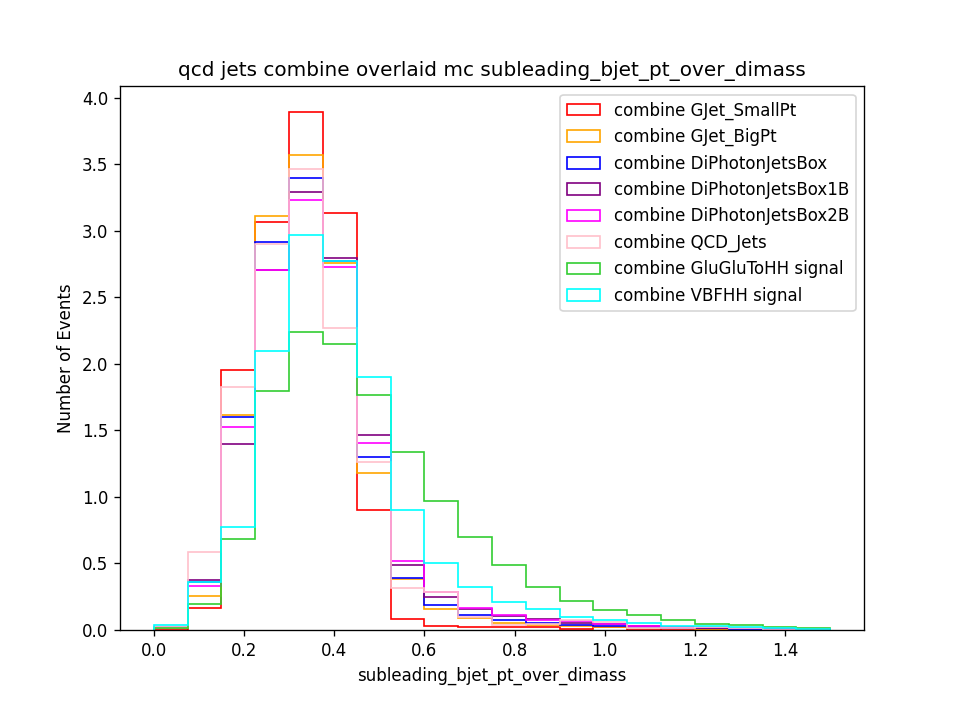 qcd jets combine overlaid mc subleading_bjet_pt_over_dimass
combine GJet_SmallPt
combine GJet_BigPt
combine DiPhotonJetsBox
combine DiPhotonJetsBox1B
combine DiPhotonJetsBox2B
combine QCD_Jets
combine GluGluToHH signal
combine VBFHH signal
Number of Events
4.0
3.5
3.0
2.5
2.0
1.5
1.0
0.5
0.0
0.0 0.2 0.4 0.6 0.8 1.0 1.2 1.4
subleading_bjet_pt_over_dimass